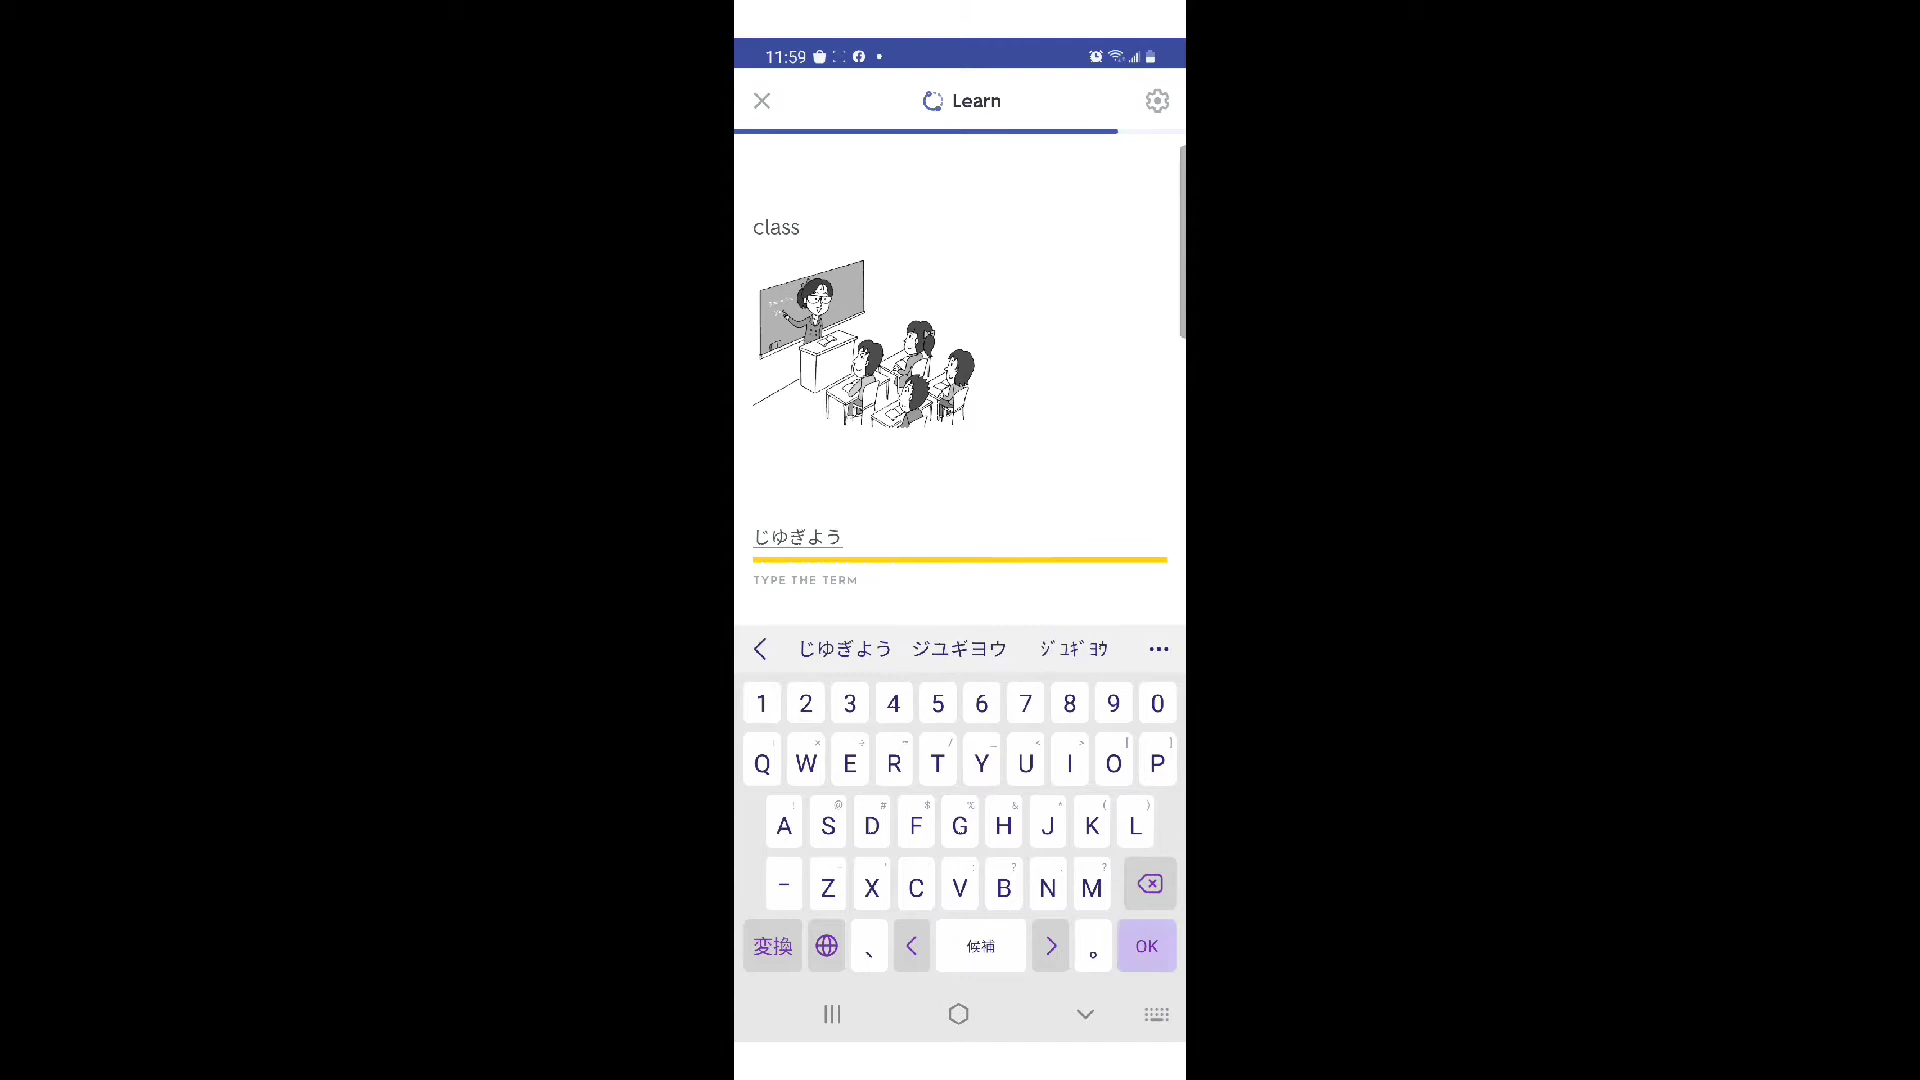 11:59
Learn
class
じゆぎよう
TYPE THE TERM
じゆぎよう ジユギヨウ ｼﾞﾕｷﾞﾖｳ
1 2 3 4 5 6 7 8 9 0
Q W E R T Y U I O P
A S D F G H J K L
ー Z X C V B N M
変換 、 候補 。 OK